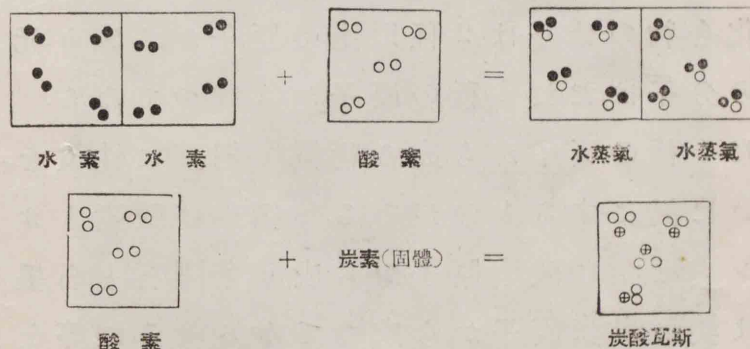 + =
水素 水素 酸素 水蒸氣 水蒸氣
+ 炭素(固體) =
酸素 炭酸瓦斯